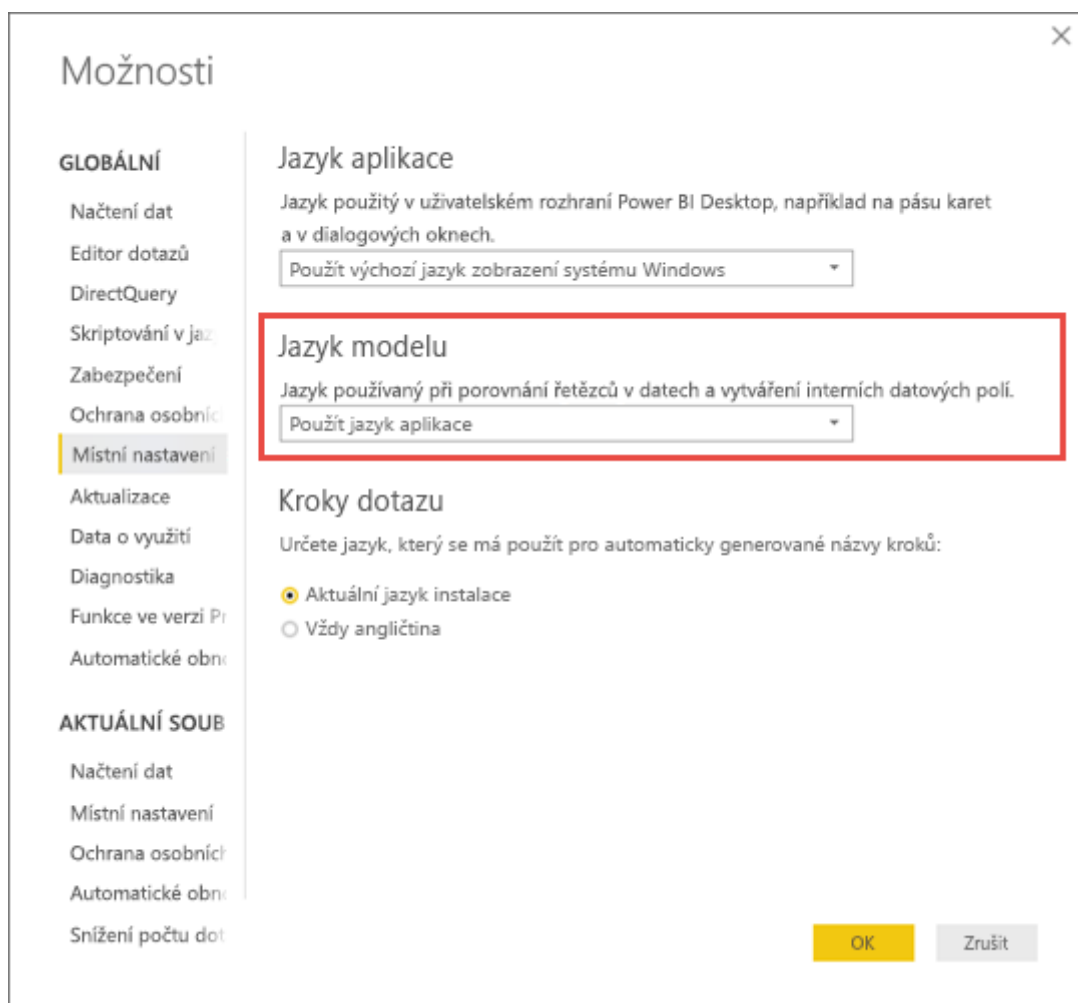 Možnosti
GLOBÁLNÍ
Načtení dat
Editor dotazů
DirectQuery
Skriptování v jaz
Zabezpečení
Ochrana osobníc
Místní nastavení
Aktualizace
Data o využití
Diagnostika
Funkce ve verzi Pr
Automatické obno
AKTUÁLNÍ SOUB
Načtení dat
Místní nastavení
Ochrana osobních
Automatické obno
Snížení počtu dot
Jazyk aplikace
Jazyk použitý v uživatelském rozhraní Power BI Desktop, například na pásu karet
a v dialogových oknech.
Použít výchozí jazyk zobrazení systému Windows
Jazyk modelu
Jazyk používaný při porovnání řetězců v datech a vytváření interních datových polí.
Použít jazyk aplikace
Kroky dotazu
Určete jazyk, který se má použít pro automaticky generované názvy kroků:
Aktuální jazyk instalace
Vždy angličtina
OK
Zrušit